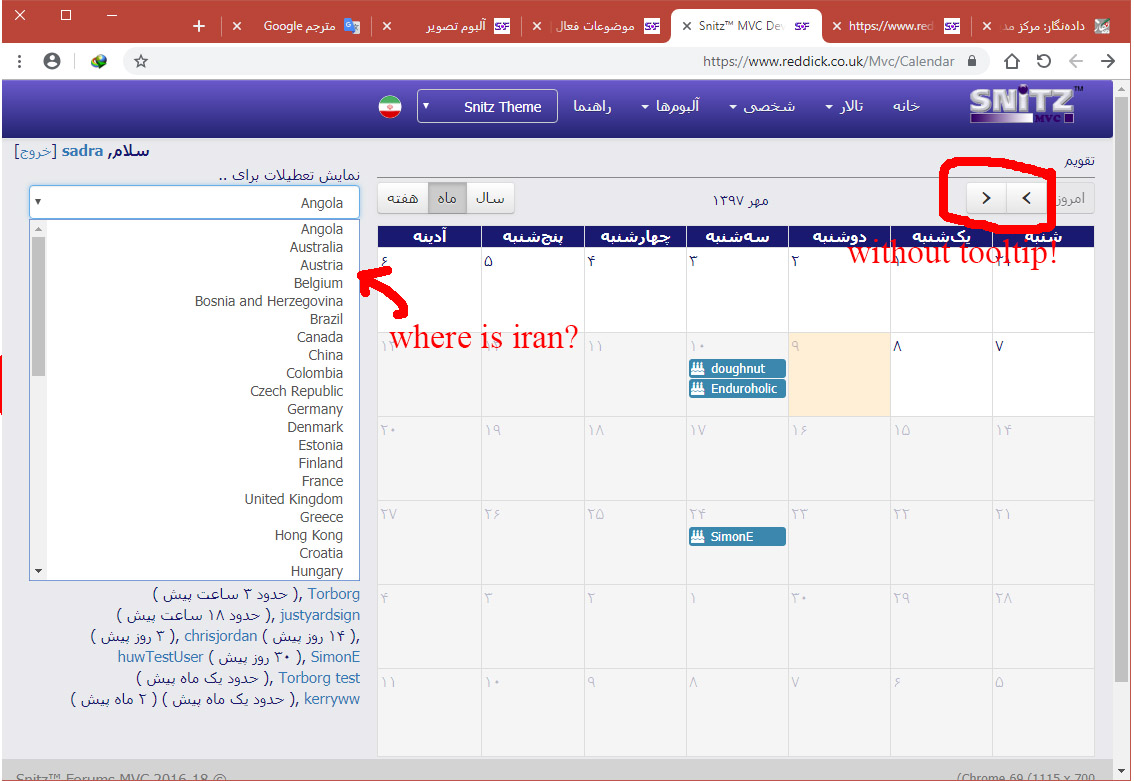 داده‌نگار: مرکز مد
https://www.red
Snitz™ MVC Dev
موضوعات فعال
آلبوم تصویر
مترجم Google
https://www.reddick.co.uk/Mvc/Calendar
SNiTZ™ MVC
خانه
تالار
شخصی
آلبوم‌ها
راهنما
Snitz Theme
سلام, sadra [خروج]
تقویم
امروز
مهر ۱۳۹۷
سال
ماه
هفته
without tooltup!
شنبه یک‌شنبه دوشنبه سه‌شنبه چهارشنبه پنج‌شنبه آدینه
۲ ۳ ۴ ۵ ۶
۷ ۸ ۹ ۱۰ ۱۱
doughnut
Enduroholic
۱۴ ۱۵ ۱۶ ۱۷ ۱۸ ۱۹ ۲۰
۲۱ ۲۲ ۲۳ ۲۴ ۲۵ ۲۶ ۲۷
SimonE
۲۸ ۲۹ ۳۰ ۱ ۲ ۳ ۴
۵ ۶ ۷ ۸ ۹ ۱۰ ۱۱
نمایش تعطیلات برای ..
Angola
Angola
Australia
Austria
Belgium
Bosnia and Herzegovina
Brazil
Canada
China
Colombia
Czech Republic
Germany
Denmark
Estonia
Finland
France
United Kingdom
Greece
Hong Kong
Croatia
Hungary
where is iran?
Torborg ,( حدود ۳ ساعت پیش )
justyardsign ,( حدود ۱۸ ساعت پیش )
,( ۱۴ روز پیش ) chrisjordan ,( ۳ روز پیش )
SimonE ,( ۳۰ روز پیش ) huwTestUser
Torborg test ,( حدود یک ماه پیش )
kerryww ,( حدود یک ماه پیش ) ( ۲ ماه پیش )
Snitz™ Forums MVC 2016-18 ©
(Chrome 69 (1115 x 700